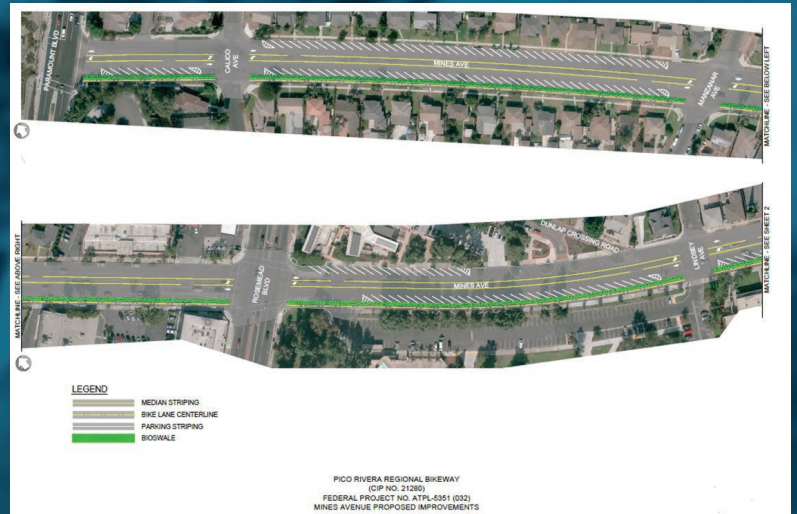 PARAMOUNT BLVD
CALICO
AVE
MINES AVE
MANZANAR
AVE
MATCHLINE - SEE BELOW LEFT
MATCHLINE - SEE ABOVE RIGHT
ROSEMEAD
BLVD
MINES AVE
DUNLAP CROSSING ROAD
LINDSEY
AVE
MATCHLINE - SEE SHEET 2
LEGEND
MEDIAN STRIPING
BIKE LANE CENTERLINE
PARKING STRIPING
BIOSWALE
PICO RIVERA REGIONAL BIKEWAY
(CIP NO. 21280)
FEDERAL PROJECT NO. ATPL-5351 (032)
MINES AVENUE PROPOSED IMPROVEMENTS